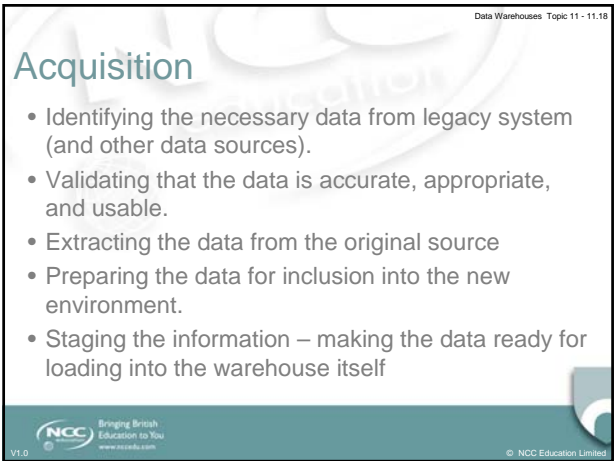 Data Warehouses Topic 11 - 11.18
Acquisition
• Identifying the necessary data from legacy system
(and other data sources).
• Validating that the data is accurate, appropriate,
and usable.
• Extracting the data from the original source
• Preparing the data for inclusion into the new
environment.
• Staging the information – making the data ready for
loading into the warehouse itself
NCC
education
Bringing British
Education to You
www.nccedu.com
V1.0
© NCC Education Limited